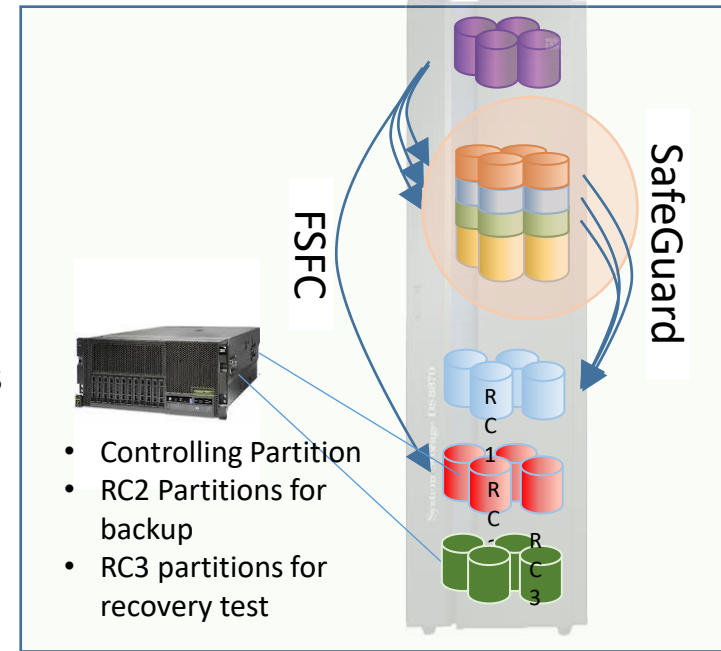 SafeGuard
FSFC
s
R
C
1
R
C
R
C
3
• Controlling Partition
• RC2 Partitions for
backup
• RC3 partitions for
recovery test